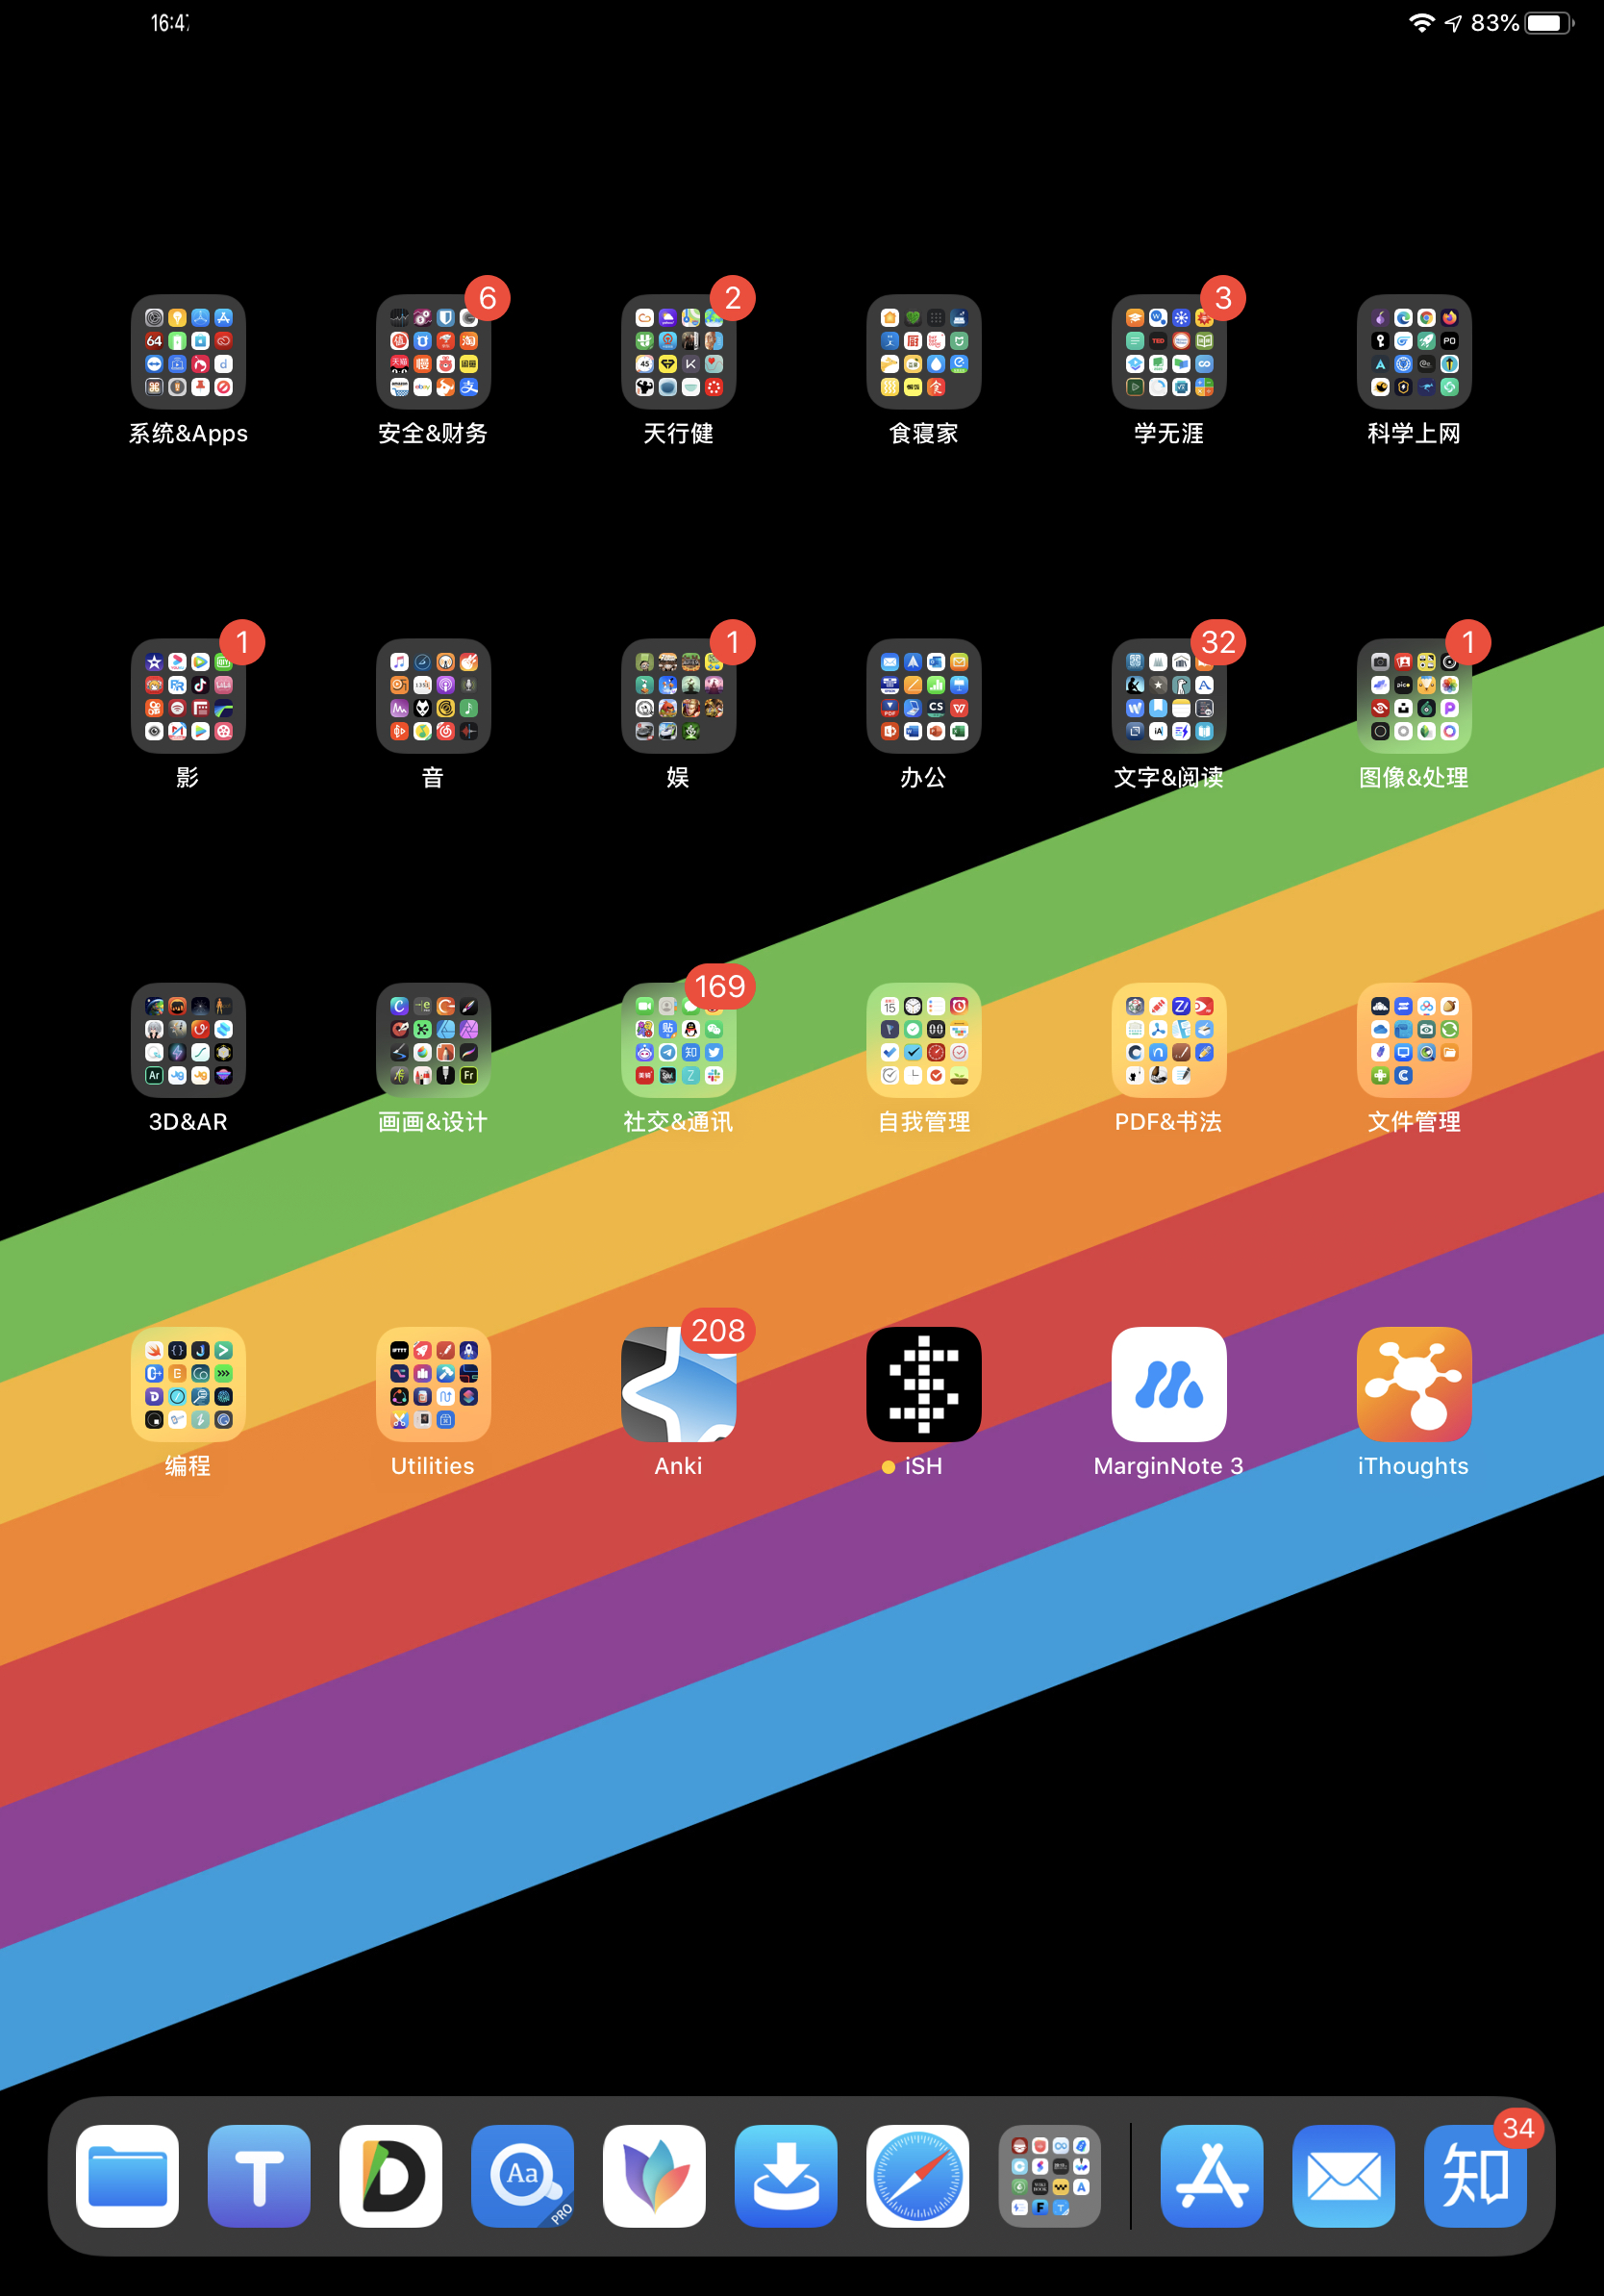 16:47
83%
6
2
3
系统&Apps
安全&财务
天行健
食寝家
学无涯
科学上网
1
1
32
1
影
音
娱
办公
文字&阅读
图像&处理
169
3D&AR
画画&设计
社交&通讯
自我管理
PDF&书法
文件管理
208
编程
Utilities
Anki
iSH
MarginNote 3
iThoughts
34
T
D
Aa
PRO
知